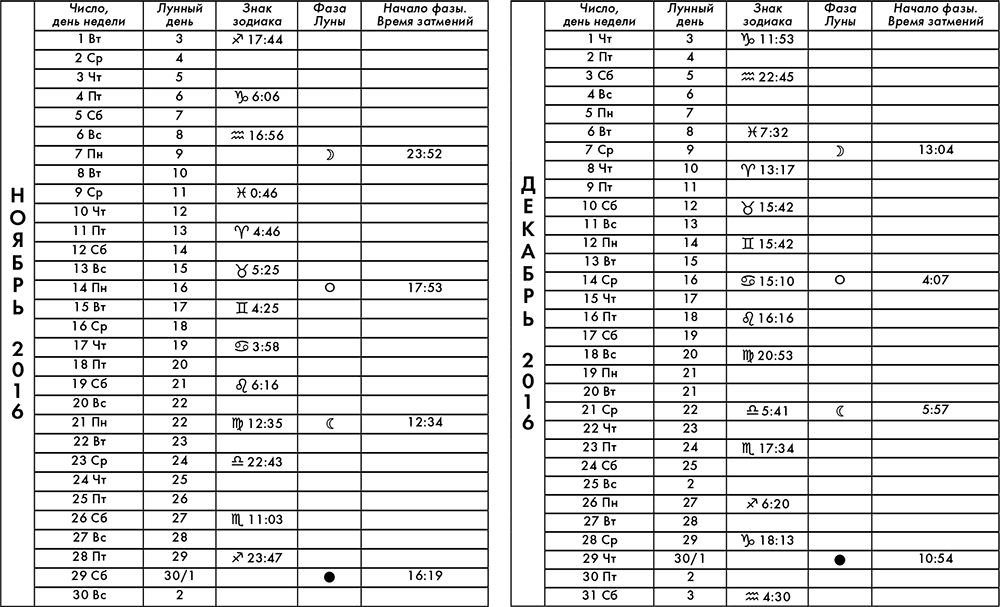 НОЯБРЬ 2016
Число, день недели Лунный день Знак зодиака Фаза Луны Начало фазы. Время затмений
1 Вт 3 ♐ 17:44
2 Ср 4
3 Чт 5
4 Пт 6 ♑ 6:06
5 Сб 7
6 Вс 8 ♒ 16:56
7 Пн 9 ☽ 23:52
8 Вт 10
9 Ср 11 ♓ 0:46
10 Чт 12
11 Пт 13 ♈ 4:46
12 Сб 14
13 Вс 15 ♉ 5:25
14 Пн 16 ○ 17:53
15 Вт 17 ♊ 4:25
16 Ср 18
17 Чт 19 ♋ 3:58
18 Пт 20
19 Сб 21 ♌ 6:16
20 Вс 22
21 Пн 22 ♍ 12:35 ☾ 12:34
22 Вт 23
23 Ср 24 ♎ 22:43
24 Чт 25
25 Пт 26
26 Сб 27 ♏ 11:03
27 Вс 28
28 Пт 29 ♐ 23:47
29 Сб 30/1 ● 16:19
30 Вс 2
ДЕКАБРЬ 2016
Число, день недели Лунный день Знак зодиака Фаза Луны Начало фазы. Время затмений
1 Чт 3 ♑ 11:53
2 Пт 4
3 Сб 5 ♒ 22:45
4 Вс 6
5 Пн 7
6 Вт 8 ♓ 7:32
7 Ср 9 ☽ 13:04
8 Чт 10 ♈ 13:17
9 Пт 11
10 Сб 12 ♉ 15:42
11 Вс 13
12 Пн 14 ♊ 15:42
13 Вт 15
14 Ср 16 ♋ 15:10 ○ 4:07
15 Чт 17
16 Пт 18 ♌ 16:16
17 Сб 19
18 Вс 20 ♍ 20:53
19 Пн 21
20 Вт 21
21 Ср 22 ♎ 5:41 ☾ 5:57
22 Чт 23
23 Пт 24 ♏ 17:34
24 Сб 25
25 Вс 2
26 Пн 27 ♐ 6:20
27 Вт 28
28 Ср 29 ♑ 18:13
29 Чт 30/1 ● 10:54
30 Пт 2
31 Сб 3 ♒ 4:30